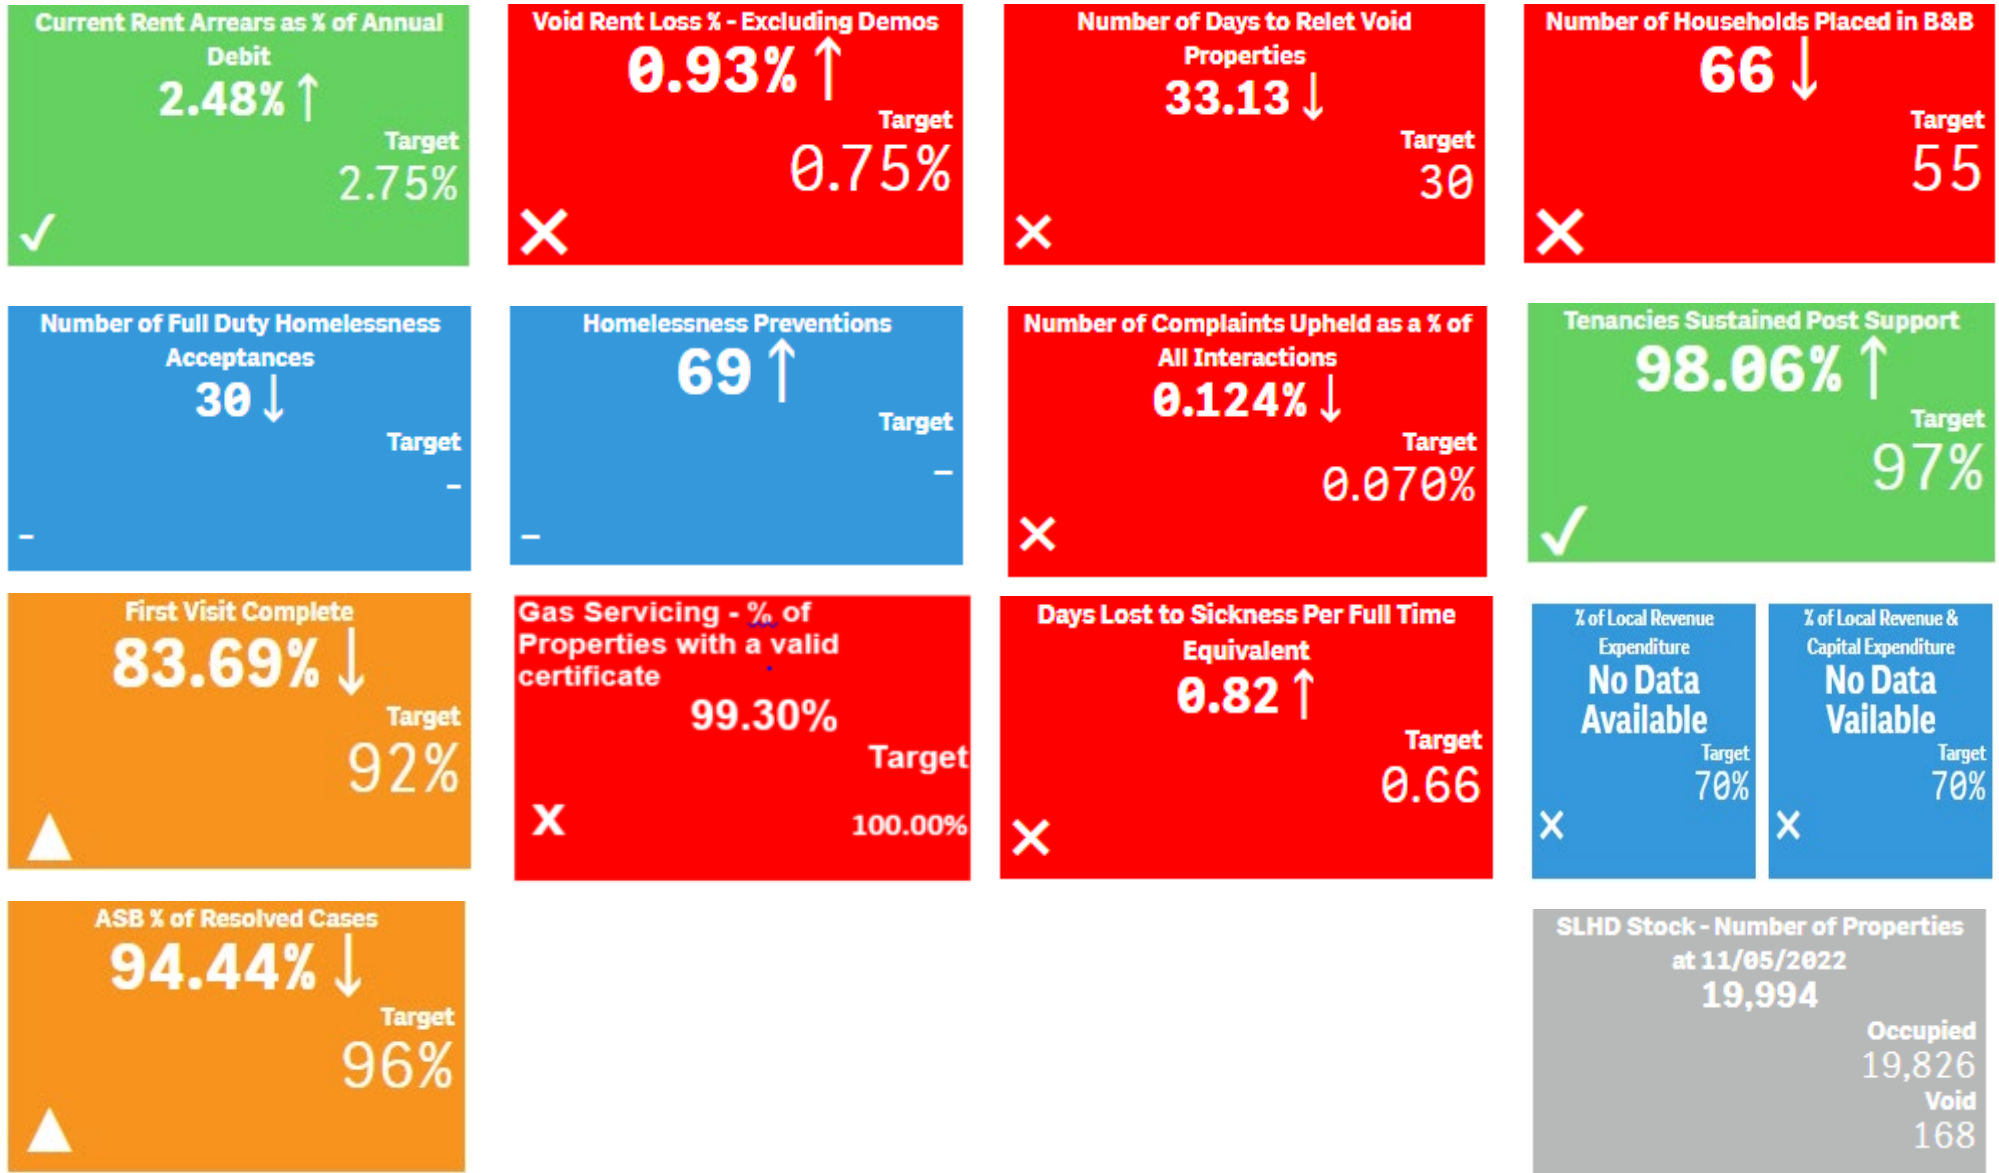 Current Rent Arrears as % of Annual
Debit
2.48% ↑
Target
2.75%
✓
Void Rent Loss % - Excluding Demos
0.93% ↑
Target
0.75%
✕
Number of Days to Relet Void
Properties
33.13 ↓
Target
30
✕
Number of Households Placed in B&B
66 ↓
Target
55
✕
Number of Full Duty Homelessness
Acceptances
30 ↓
Target
-
-
Homelessness Preventions
69 ↑
Target
-
-
Number of Complaints Upheld as a % of
All Interactions
0.124% ↓
Target
0.070%
✕
Tenancies Sustained Post Support
98.06% ↑
Target
97%
✓
First Visit Complete
83.69% ↓
Target
92%
▲
Gas Servicing - % of
Properties with a valid
certificate
99.30%
Target
X
100.00%
Days Lost to Sickness Per Full Time
Equivalent
0.82 ↑
Target
0.66
✕
% of Local Revenue
Expenditure
No Data
Available
Target
70%
✕
% of Local Revenue &
Capital Expenditure
No Data
Vailable
Target
70%
✕
ASB % of Resolved Cases
94.44% ↓
Target
96%
▲
SLHD Stock - Number of Properties
at 11/05/2022
19,994
Occupied
19,826
Void
168